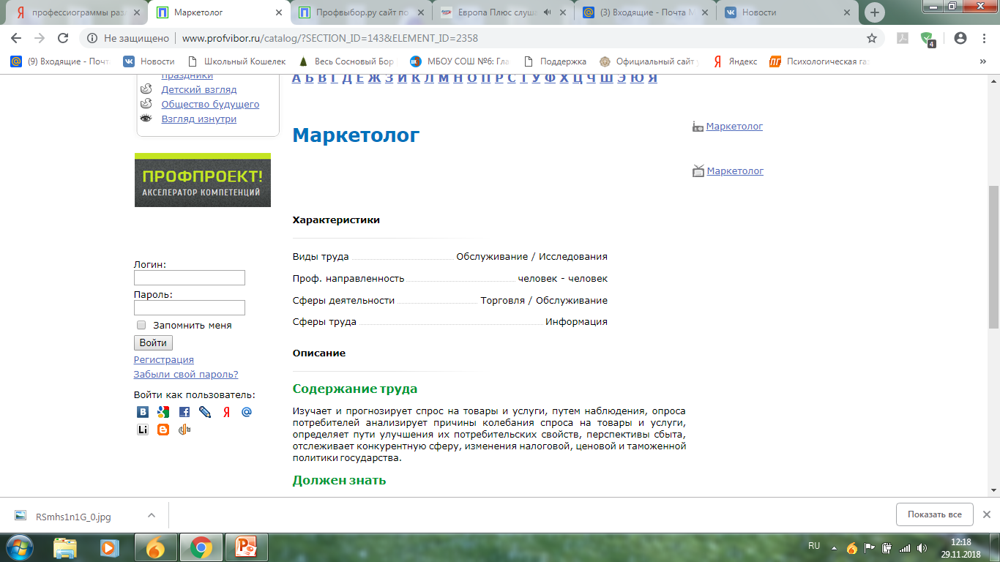 профессиограммы разл
Маркетолог
Профвыбор.ру сайт по
Европа Плюс слуша
(3) Входящие - Почта М
Новости
Не защищено www.profvibor.ru/catalog/?SECTION_ID=143&ELEMENT_ID=2358
4
(9) Входящие - Почт
Новости
Школьный Кошелек
Весь Сосновый Бор
МБОУ СОШ №6: Гла
Поддержка
Официальный сайт
Яндекс
Психологическая га
»
праздники
Детский взгляд
Общество будущего
Взгляд изнутри
ПРОФПРОЕКТ!
АКСЕЛЕРАТОР КОМПЕТЕНЦИЙ
Логин:
Пароль:
Запомнить меня
Войти
Регистрация
Забыли свой пароль?
Войти как пользователь:
А Б В Г Д Е Ж З И К Л М Н О П Р С Т У Ф Х Ц Ч Ш Э Ю Я
Маркетолог
Маркетолог
Маркетолог
Характеристики
Виды труда Обслуживание / Исследования
Проф. направленность человек - человек
Сферы деятельности Торговля / Обслуживание
Сферы труда Информация
Описание
Содержание труда
Изучает и прогнозирует спрос на товары и услуги, путем наблюдения, опроса
потребителей анализирует причины колебания спроса на товары и услуги,
определяет пути улучшения их потребительских свойств, перспективы сбыта,
отслеживает конкурентную сферу, изменения налоговой, ценовой и таможенной
политики государства.
Должен знать
RSmhs1n1G_0.jpg
Показать все
RU
12:18
29.11.2018